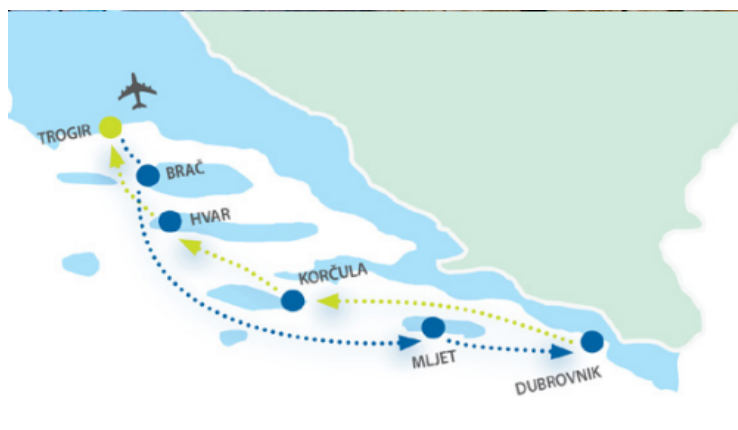 TROGIR
BRAČ
HVAR
KORČULA
MLJET
DUBROVNIK